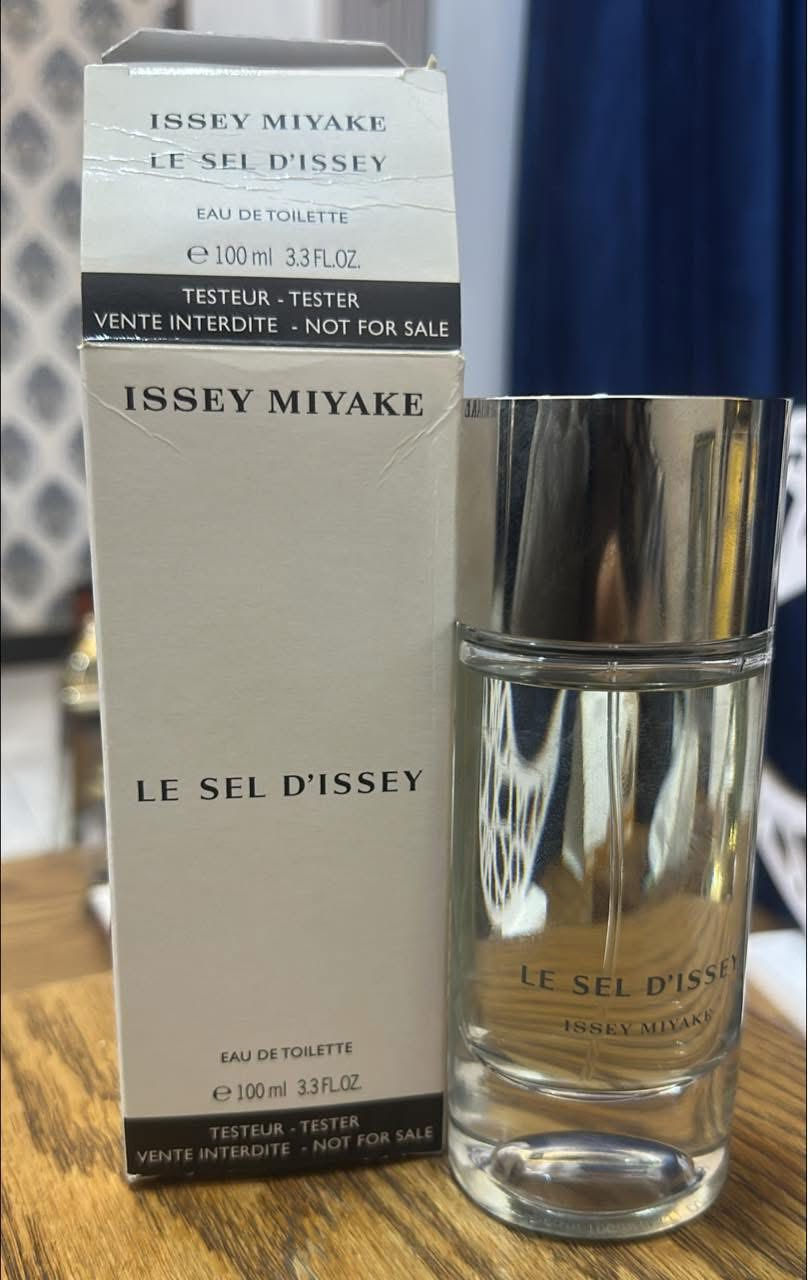 ISSEY MIYAKE
LE SEL D'ISSEY
EAU DE TOILETTE
℮ 100 ml 3.3 FL.OZ.
TESTEUR - TESTER
VENTE INTERDITE - NOT FOR SALE
ISSEY MIYAKE
LE SEL D'ISSEY
EAU DE TOILETTE
℮ 100 ml 3.3 FL.OZ.
TESTEUR - TESTER
VENTE INTERDITE - NOT FOR SALE
LE SEL D'ISSEY
ISSEY MIYAKE